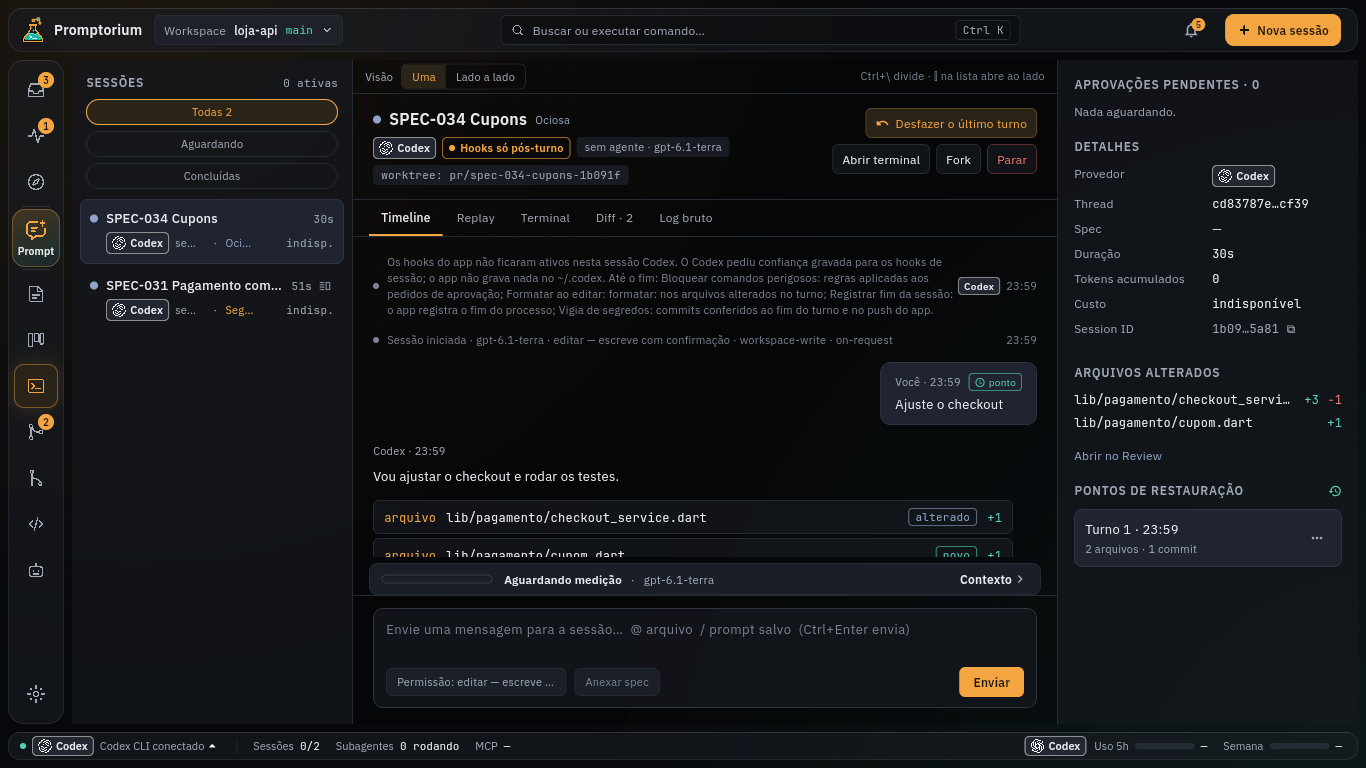 Promptorium
Workspace loja-api main
Buscar ou executar comando…
Ctrl K
5
+ Nova sessão
3
1
Prompt
2
SESSÕES
0 ativas
Todas 2
Aguardando
Concluídas
SPEC-034 Cupons 30s
Codex se… · Oci… indisp.
SPEC-031 Pagamento com… 51s
Codex se… · Seg… indisp.
Visão Uma Lado a lado
Ctrl+\ divide · ‖ na lista abre ao lado
SPEC-034 Cupons Ociosa
Desfazer o último turno
Codex Hooks só pós-turno sem agente · gpt-6.1-terra
Abrir terminal Fork Parar
worktree: pr/spec-034-cupons-1b091f
Timeline Replay Terminal Diff · 2 Log bruto
Os hooks do app não ficaram ativos nesta sessão Codex. O Codex pediu confiança gravada para os hooks de
sessão; o app não grava nada no ~/.codex. Até o fim: Bloquear comandos perigosos: regras aplicadas aos
pedidos de aprovação; Formatar ao editar: formatar: nos arquivos alterados no turno; Registrar fim da sessão:
o app registra o fim do processo; Vigia de segredos: commits conferidos ao fim do turno e no push do app.
Codex 23:59
Sessão iniciada · gpt-6.1-terra · editar — escreve com confirmação · workspace-write · on-request 23:59
Você · 23:59 ponto
Ajuste o checkout
Codex · 23:59
Vou ajustar o checkout e rodar os testes.
arquivo lib/pagamento/checkout_service.dart alterado +1
arquivo lib/pagamento/cupom.dart novo +1
Aguardando medição · gpt-6.1-terra Contexto
Envie uma mensagem para a sessão… @ arquivo / prompt salvo (Ctrl+Enter envia)
Permissão: editar — escreve … Anexar spec Enviar
APROVAÇÕES PENDENTES · 0
Nada aguardando.
DETALHES
Provedor Codex
Thread cd83787e…cf39
Spec —
Duração 30s
Tokens acumulados 0
Custo indisponível
Session ID 1b09…5a81
ARQUIVOS ALTERADOS
lib/pagamento/checkout_servi… +3 -1
lib/pagamento/cupom.dart +1
Abrir no Review
PONTOS DE RESTAURAÇÃO
Turno 1 · 23:59
2 arquivos · 1 commit
Codex Codex CLI conectado Sessões 0/2 Subagentes 0 rodando MCP —
Codex Uso 5h — Semana —